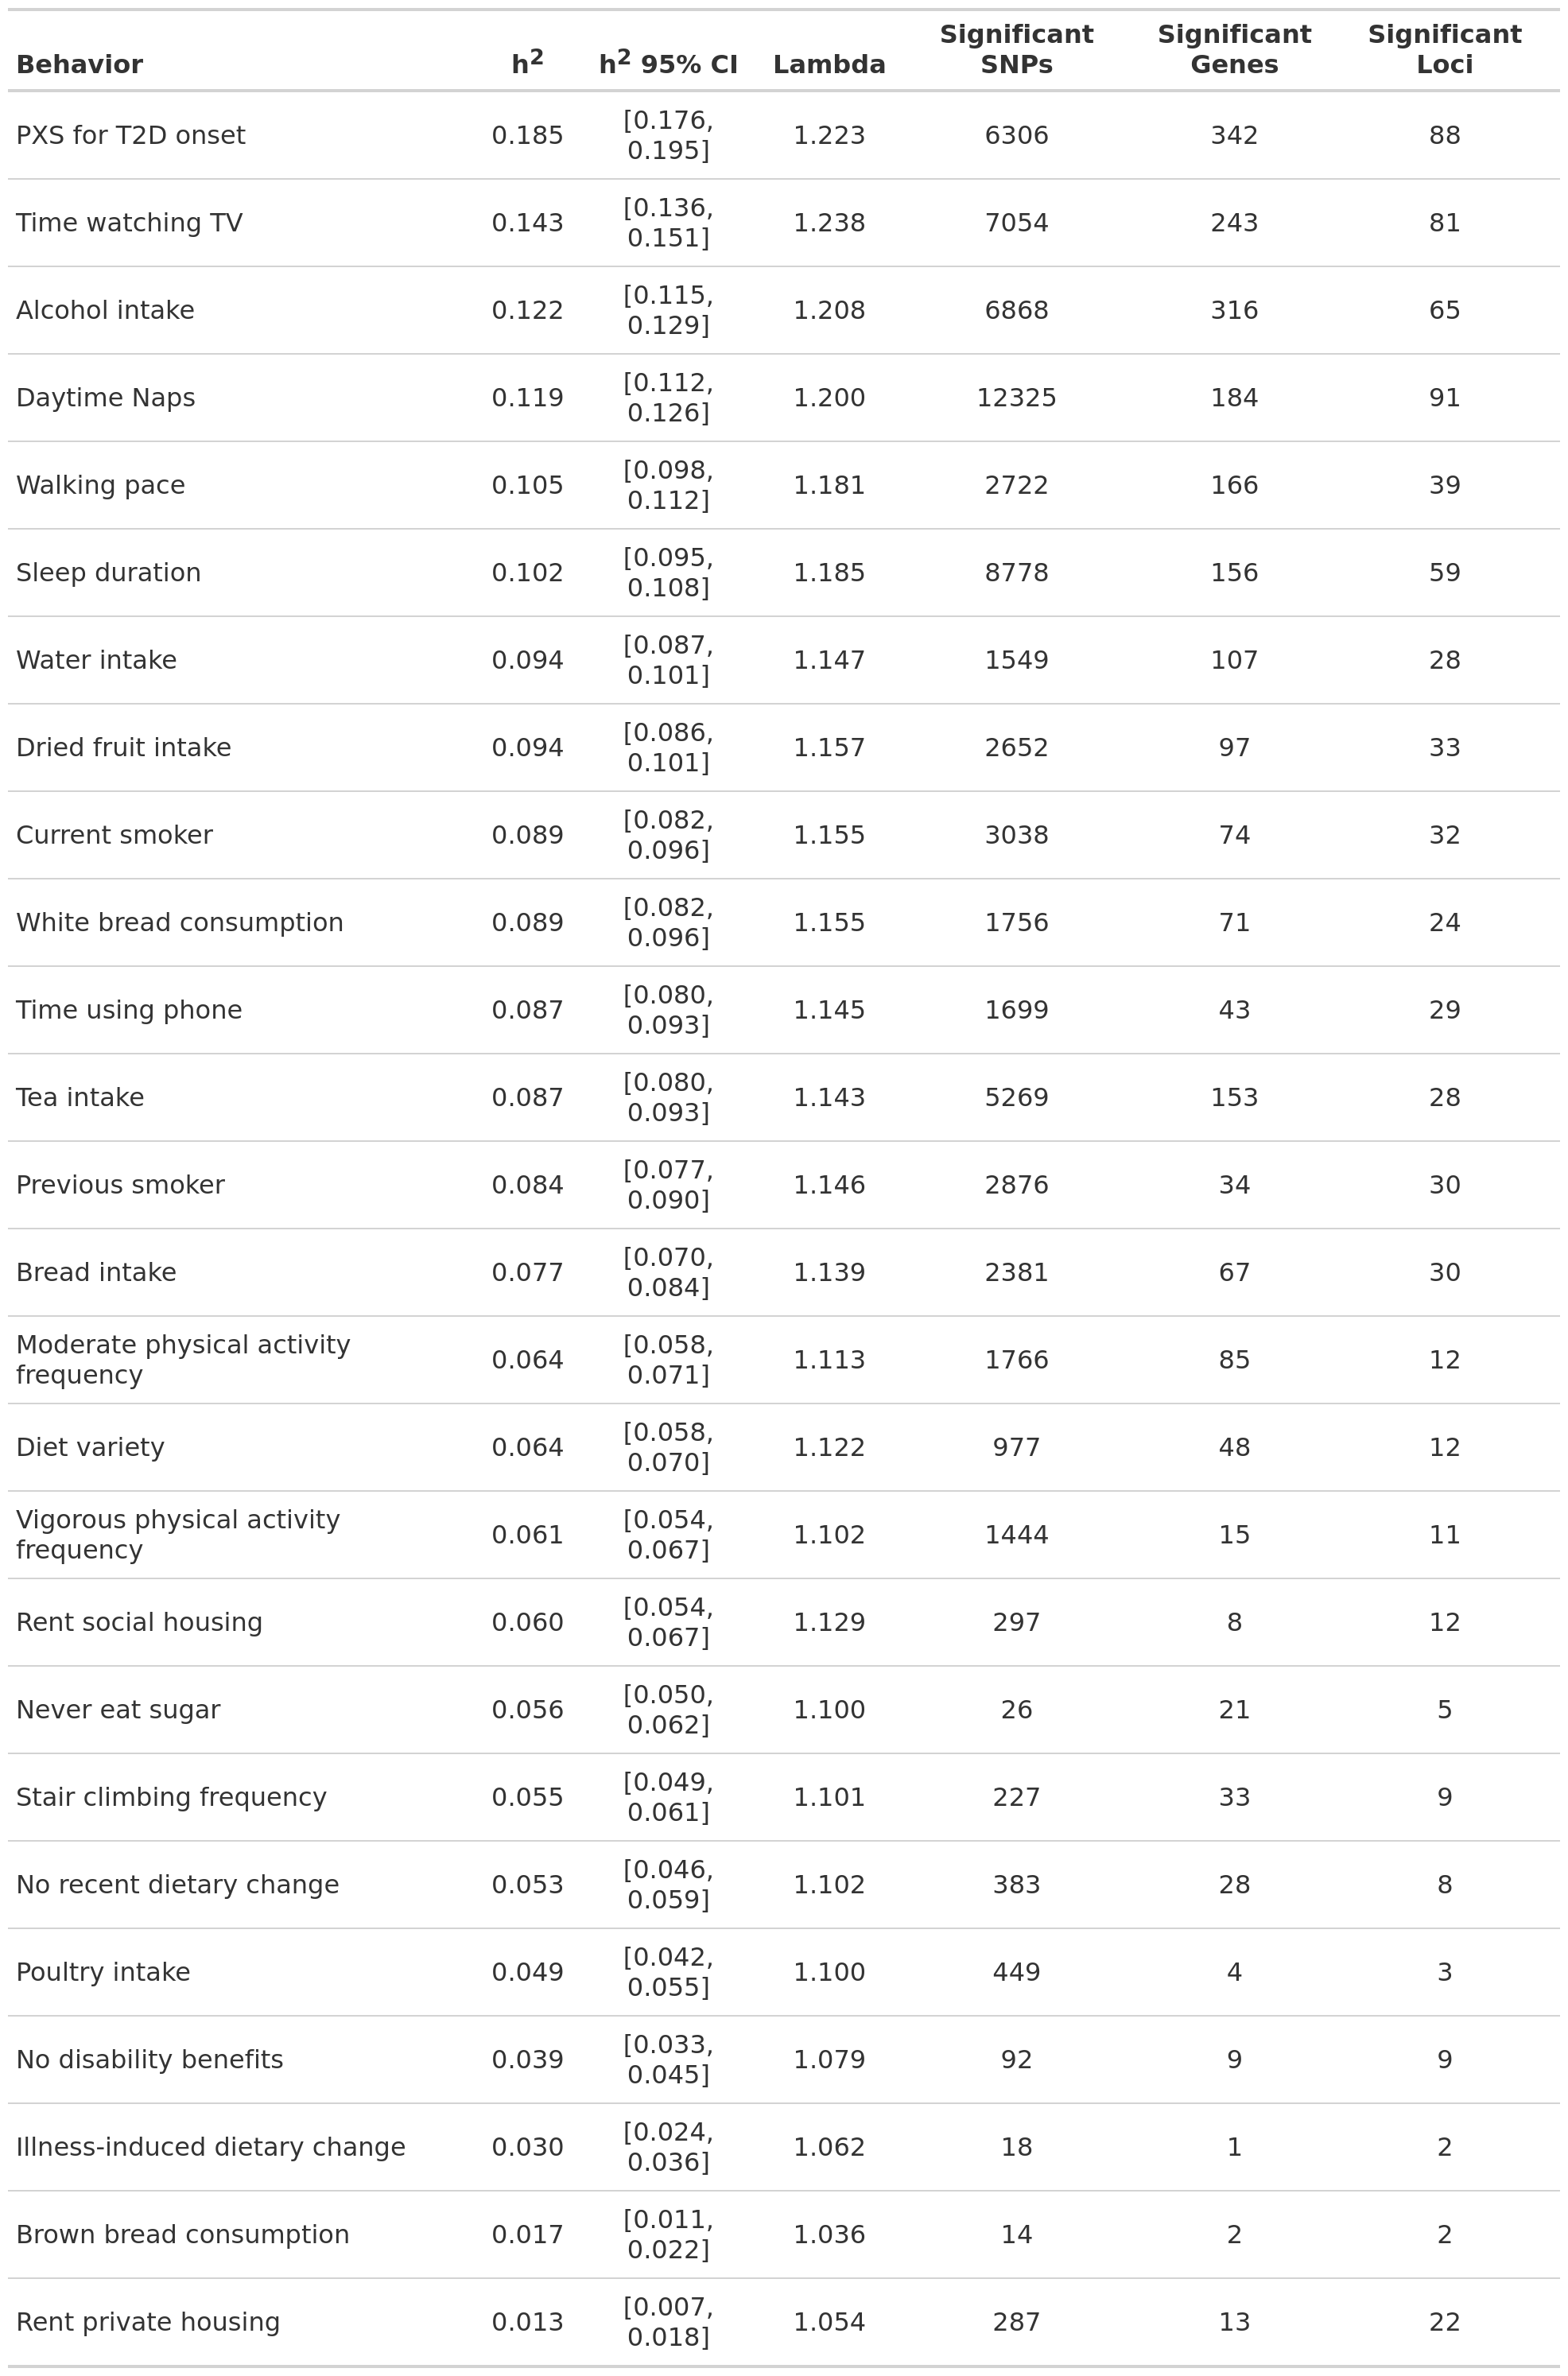 Behavior h² h² 95% CI Lambda Significant SNPs Significant Genes Significant Loci
PXS for T2D onset 0.185 [0.176, 0.195] 1.223 6306 342 88
Time watching TV 0.143 [0.136, 0.151] 1.238 7054 243 81
Alcohol intake 0.122 [0.115, 0.129] 1.208 6868 316 65
Daytime Naps 0.119 [0.112, 0.126] 1.200 12325 184 91
Walking pace 0.105 [0.098, 0.112] 1.181 2722 166 39
Sleep duration 0.102 [0.095, 0.108] 1.185 8778 156 59
Water intake 0.094 [0.087, 0.101] 1.147 1549 107 28
Dried fruit intake 0.094 [0.086, 0.101] 1.157 2652 97 33
Current smoker 0.089 [0.082, 0.096] 1.155 3038 74 32
White bread consumption 0.089 [0.082, 0.096] 1.155 1756 71 24
Time using phone 0.087 [0.080, 0.093] 1.145 1699 43 29
Tea intake 0.087 [0.080, 0.093] 1.143 5269 153 28
Previous smoker 0.084 [0.077, 0.090] 1.146 2876 34 30
Bread intake 0.077 [0.070, 0.084] 1.139 2381 67 30
Moderate physical activity frequency 0.064 [0.058, 0.071] 1.113 1766 85 12
Diet variety 0.064 [0.058, 0.070] 1.122 977 48 12
Vigorous physical activity frequency 0.061 [0.054, 0.067] 1.102 1444 15 11
Rent social housing 0.060 [0.054, 0.067] 1.129 297 8 12
Never eat sugar 0.056 [0.050, 0.062] 1.100 26 21 5
Stair climbing frequency 0.055 [0.049, 0.061] 1.101 227 33 9
No recent dietary change 0.053 [0.046, 0.059] 1.102 383 28 8
Poultry intake 0.049 [0.042, 0.055] 1.100 449 4 3
No disability benefits 0.039 [0.033, 0.045] 1.079 92 9 9
Illness-induced dietary change 0.030 [0.024, 0.036] 1.062 18 1 2
Brown bread consumption 0.017 [0.011, 0.022] 1.036 14 2 2
Rent private housing 0.013 [0.007, 0.018] 1.054 287 13 22